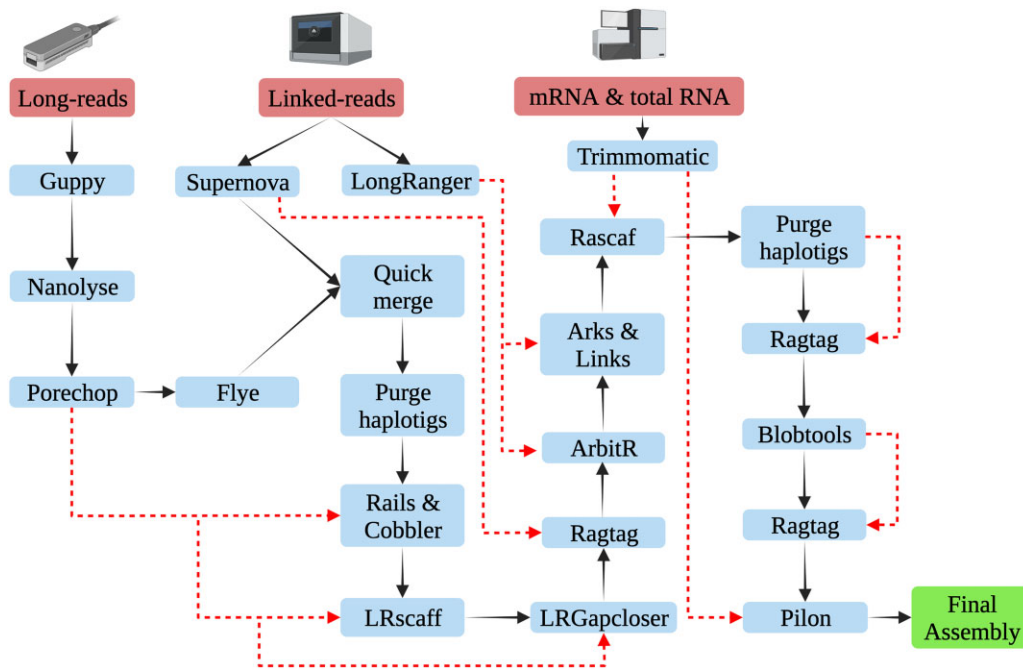 Long-reads
Linked-reads
mRNA & total RNA
Guppy
Supernova
LongRanger
Trimmomatic
Nanolyse
Quick
merge
Rascaf
Purge
haplotigs
Porechop
Flye
Purge
haplotigs
Arks &
Links
Ragtag
Rails &
Cobbler
ArbitR
Blobtools
LRscaff
LRGapcloser
Ragtag
Ragtag
Pilon
Final
Assembly